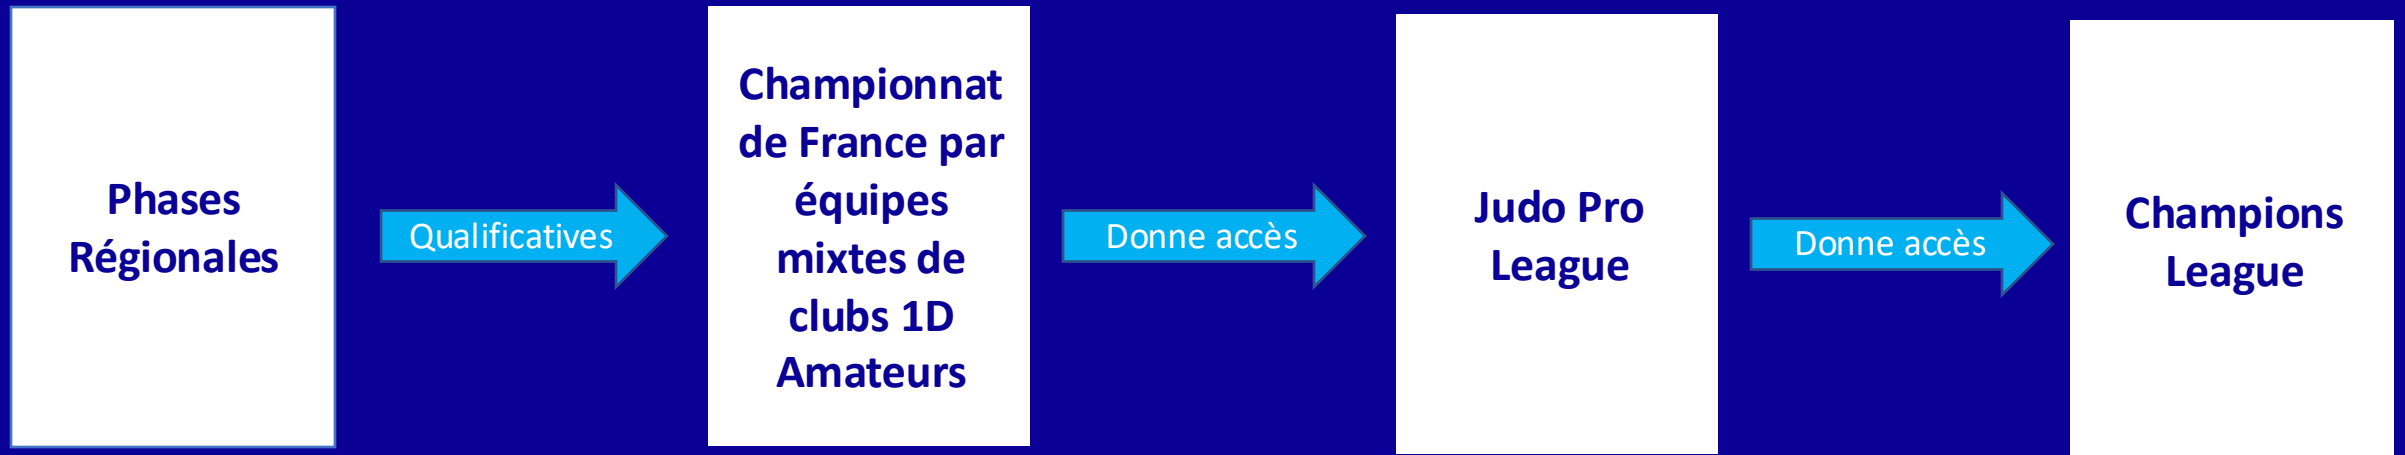 Phases
Régionales
Qualificatives
Championnat
de France par
équipes
mixtes de
clubs 1D
Amateurs
Donne accès
Judo Pro
League
Donne accès
Champions
League